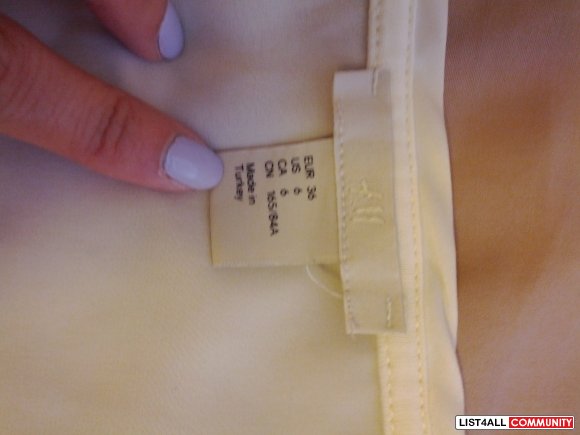 EUR 36
US 6
CA 6
CN 165/84A
Made in
Turkey
LIST4ALL COMMUNITY